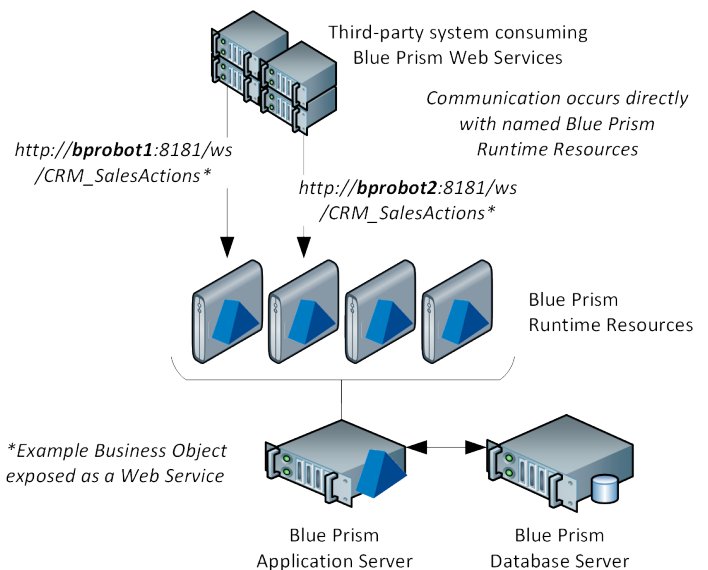 Third-party system consuming
Blue Prism Web Services
Communication occurs directly
with named Blue Prism
Runtime Resources
http://bprobot1:8181/ws
/CRM_SalesActions*
http://bprobot2:8181/ws
/CRM_SalesActions*
Blue Prism
Runtime Resources
*Example Business Object
exposed as a Web Service
Blue Prism
Application Server
Blue Prism
Database Server